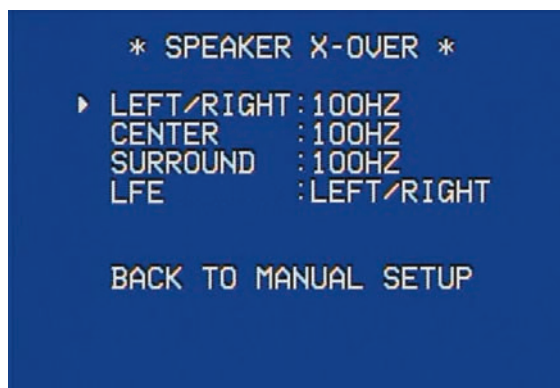 * SPEAKER X-OVER *
LEFT/RIGHT:100HZ
CENTER :100HZ
SURROUND :100HZ
LFE :LEFT/RIGHT
BACK TO MANUAL SETUP